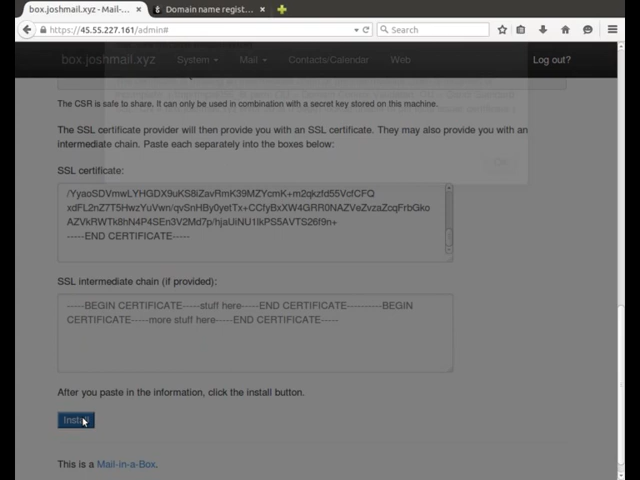 box.joshmail.xyz - Mail-... ×
Domain name regist... ×
https://45.55.227.161/admin#
Search
box.joshmail.xyz System Mail Contacts/Calendar Web Log out?
The CSR is safe to share. It can only be used in combination with a secret key stored on this machine.
The SSL certificate provider will then provide you with an SSL certificate. They may also provide you with an
intermediate chain. Paste each separately into the boxes below:
SSL certificate:
/YyaoSDVmwLYHGDX9uKS8iZavRmK39MZYcmK+m2qkzfd55VcfCFQ
xdFL2nZ7T5HwzYuVwn/qvSnHBy0yetTx+CCfyBxXW4GRR0NAZVeZvzaZcqFrbGko
AZVkRWTk8hN4P4SEn3V2Md7p/hjaUiNU1lkPS5AVTS26f9n+
-----END CERTIFICATE-----
SSL intermediate chain (if provided):
-----BEGIN CERTIFICATE-----stuff here-----END CERTIFICATE----------BEGIN
CERTIFICATE-----more stuff here-----END CERTIFICATE-----
After you paste in the information, click the install button.
Install
This is a Mail-in-a-Box.